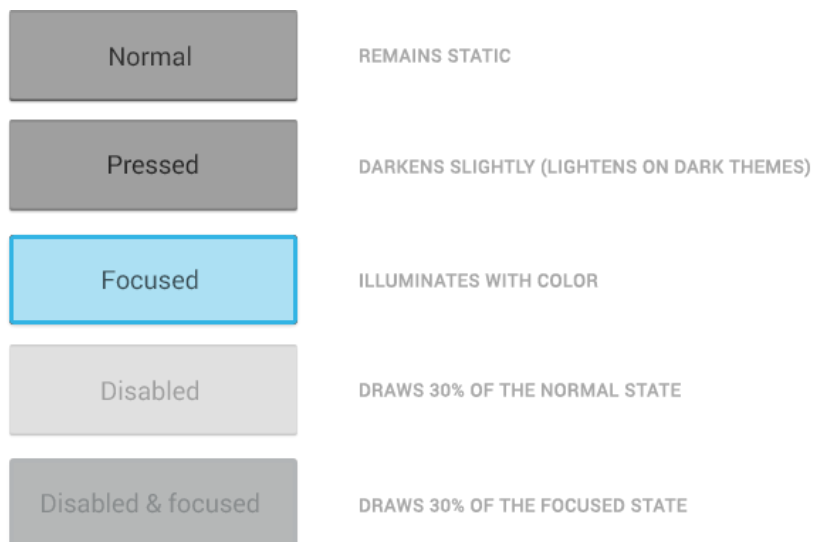 Normal
REMAINS STATIC
Pressed
DARKENS SLIGHTLY (LIGHTENS ON DARK THEMES)
Focused
ILLUMINATES WITH COLOR
Disabled
DRAWS 30% OF THE NORMAL STATE
Disabled & focused
DRAWS 30% OF THE FOCUSED STATE